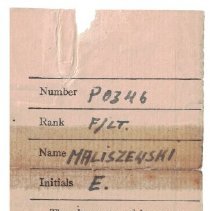 Number P0346
Rank F/LT.
Name MALISZEWSKI
Initials E.